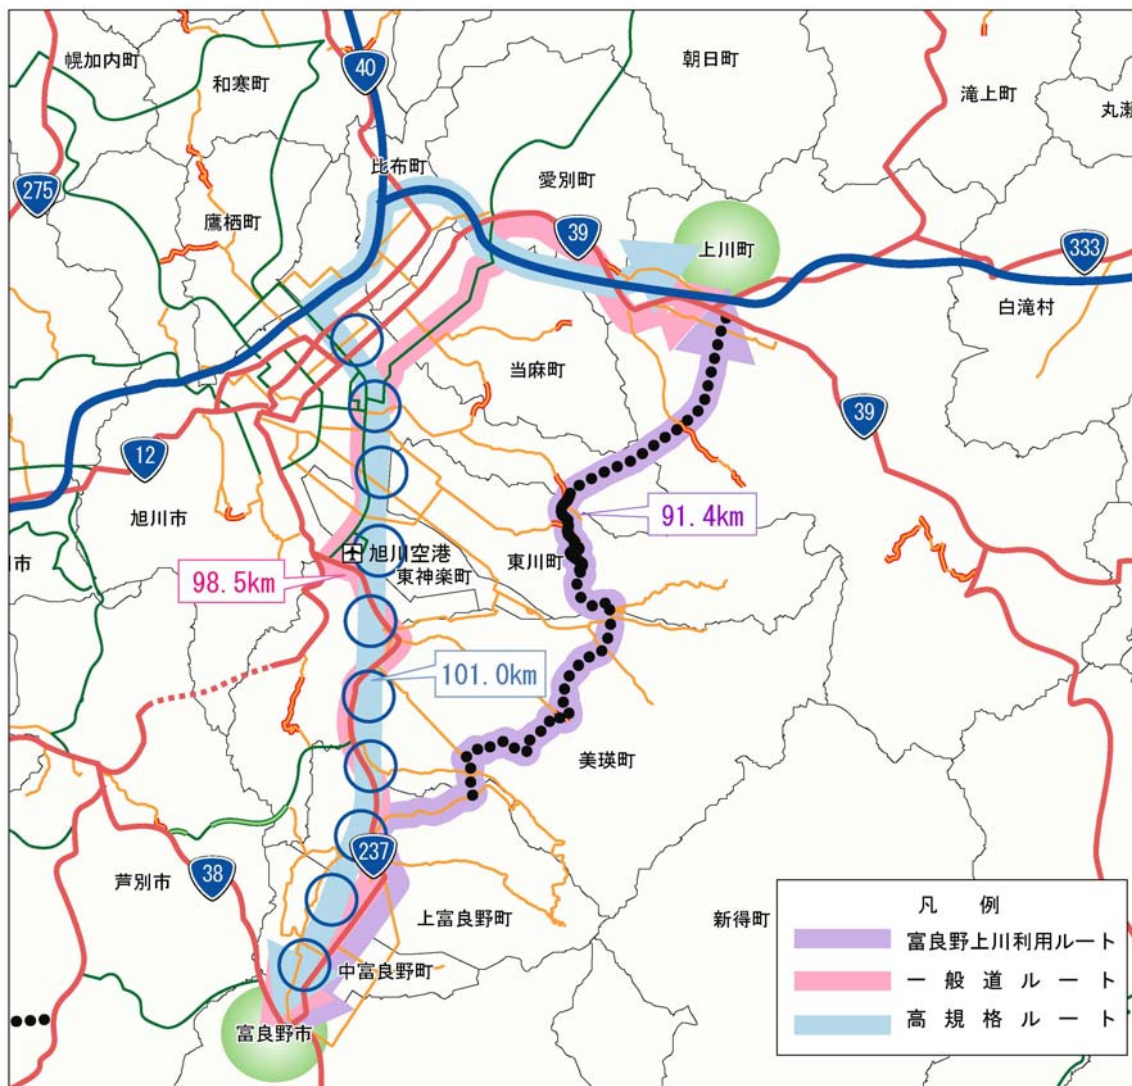 幌加内町
和寒町
40
朝日町
滝上町
丸瀬
275
比布町
愛別町
鷹栖町
39
上川町
333
白滝村
当麻町
39
12
旭川市
91.4km
川市
旭川空港
東神楽町
東川町
98.5km
101.0km
美瑛町
237
芦別市
38
上富良野町
新得町
中富良野町
富良野市
凡 例
富良野上川利用ルート
一般道ルート
高規格ルート